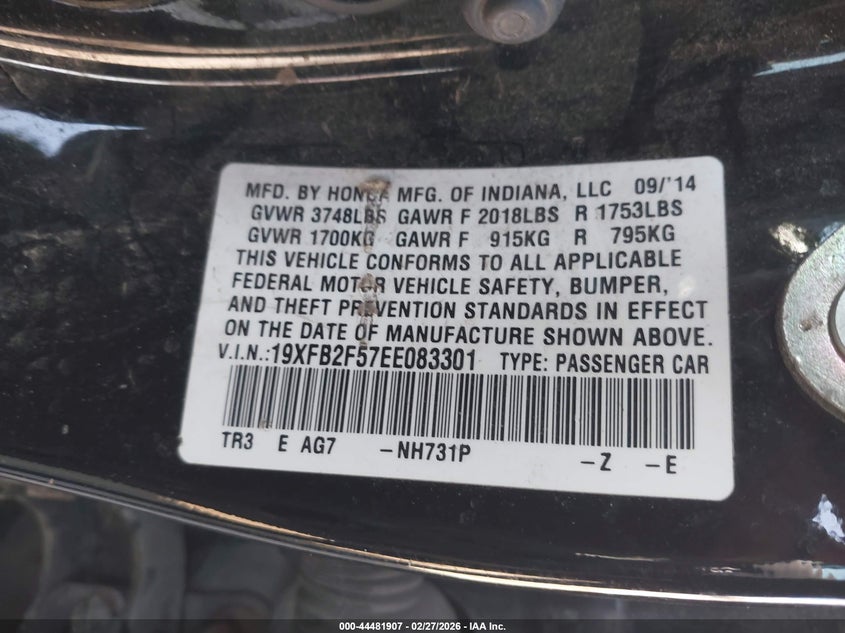 MFD. BY HONDA MFG. OF INDIANA, LLC 09/'14
GVWR 3748LBS GAWR F 2018LBS R 1753LBS
GVWR 1700KG GAWR F 915KG R 795KG
THIS VEHICLE CONFORMS TO ALL APPLICABLE
FEDERAL MOTOR VEHICLE SAFETY, BUMPER,
AND THEFT PREVENTION STANDARDS IN EFFECT
ON THE DATE OF MANUFACTURE SHOWN ABOVE.
V.I.N.:19XFB2F57EE083301 TYPE: PASSENGER CAR
TR3 E AG7 -NH731P -Z -E
000-44481907 - 02/27/2026 - IAA Inc.